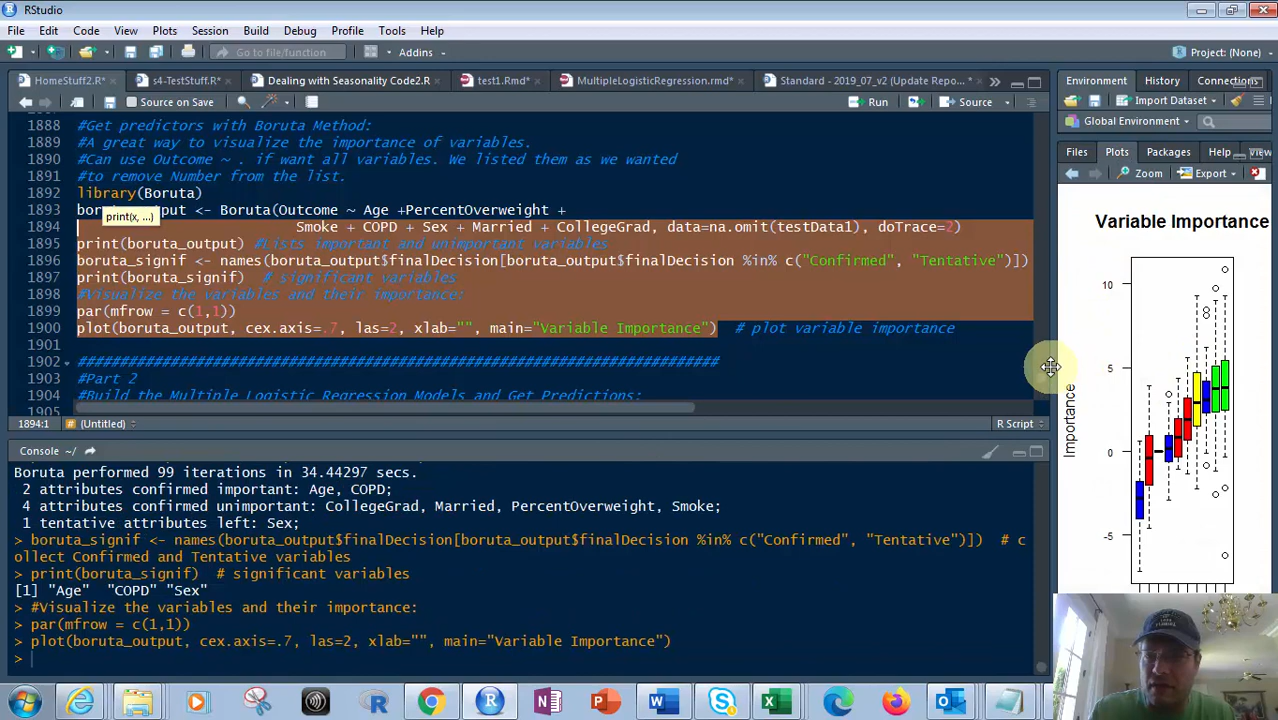 RStudio
File Edit Code View Plots Session Build Debug Profile Tools Help
Go to file/function Addins Project: (None)
HomeStuff2.R* s4-TestStuff.R* Dealing with Seasonality Code2.R test1.Rmd* MultipleLogisticRegression.rmd* Standard - 2019_07_v2 (Update Repo...*
Source on Save Run Source
1888 #Get predictors with Boruta Method:
1889 #A great way to visualize the importance of variables.
1890 #Can use Outcome ~ . if want all variables. We listed them as we wanted
1891 #to remove Number from the list.
1892 library(Boruta)
1893 put <- Boruta(Outcome ~ Age +PercentOverweight +
print(x, ...)
1894 Smoke + COPD + Sex + Married + CollegeGrad, data=na.omit(testData1), doTrace=2)
1895 print(boruta_output) #Lists important and unimportant variables
1896 boruta_signif <- names(boruta_output$finalDecision[boruta_output$finalDecision %in% c("Confirmed", "Tentative")])
1897 print(boruta_signif) # significant variables
1898 #Visualize the variables and their importance:
1899 par(mfrow = c(1,1))
1900 plot(boruta_output, cex.axis=.7, las=2, xlab="", main="Variable Importance") # plot variable importance
1901
1902 ################################################################################
1903 #Part 2
1904 #Build the Multiple Logistic Regression Models and Get Predictions:
1905
1894:1 (Untitled) R Script
Console ~/
Boruta performed 99 iterations in 34.44297 secs.
2 attributes confirmed important: Age, COPD;
4 attributes confirmed unimportant: CollegeGrad, Married, PercentOverweight, Smoke;
1 tentative attributes left: Sex;
> boruta_signif <- names(boruta_output$finalDecision[boruta_output$finalDecision %in% c("Confirmed", "Tentative")]) # c
ollect Confirmed and Tentative variables
> print(boruta_signif) # significant variables
[1] "Age" "COPD" "Sex"
> #Visualize the variables and their importance:
> par(mfrow = c(1,1))
> plot(boruta_output, cex.axis=.7, las=2, xlab="", main="Variable Importance")
>
Environment History Connections
Import Dataset
Global Environment
Files Plots Packages Help View
Zoom Export
Variable Importance
Importance
10
5
0
-5